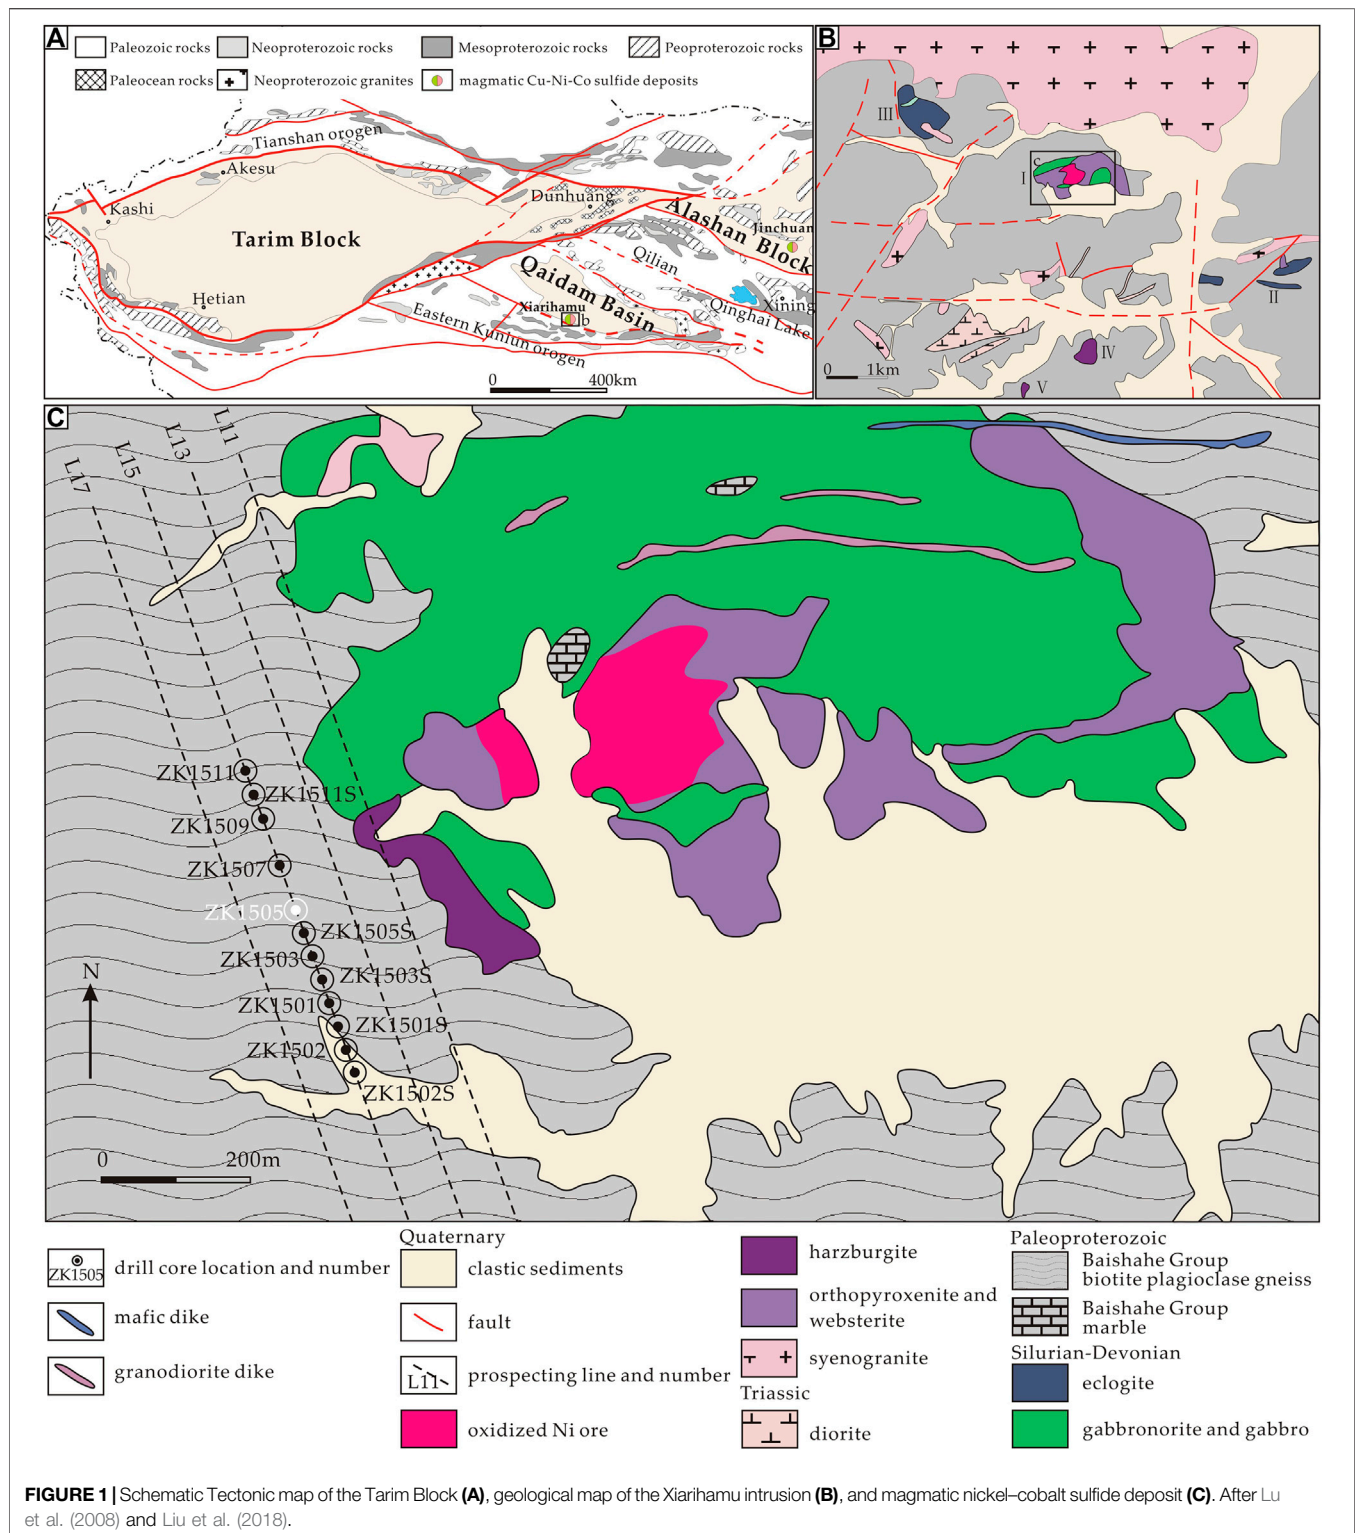 A
Paleozoic rocks
Neoproterozoic rocks
Mesoproterozoic rocks
Peoproterozoic rocks
Paleocean rocks
Neoproterozoic granites
magmatic Cu-Ni-Co sulfide deposits
Tianshan orogen
Akesu
Kashi
Dunhuang
Tarim Block
Alashan Block
Jinchuan
Qilian
Qaidam Basin
Hetian
Xiarihamu
b
Xining
Qinghai Lake
Eastern Kunlun orogen
0 400km
B
III
c
I
II
IV
V
0 1km
C
L17
L15
L13
L11
ZK1511
ZK1511S
ZK1509
ZK1507
ZK1505
ZK1505S
ZK1503
ZK1503S
ZK1501
ZK1501S
ZK1502
ZK1502S
N
0 200m
ZK1505
drill core location and number
mafic dike
granodiorite dike
Quaternary
clastic sediments
fault
L11
prospecting line and number
oxidized Ni ore
harzburgite
orthopyroxenite and
websterite
syenogranite
Triassic
diorite
Paleoproterozoic
Baishahe Group
biotite plagioclase gneiss
Baishahe Group
marble
Silurian-Devonian
eclogite
gabbronorite and gabbro
FIGURE 1 | Schematic Tectonic map of the Tarim Block (A), geological map of the Xiarihamu intrusion (B), and magmatic nickel–cobalt sulfide deposit (C). After Lu
et al. (2008) and Liu et al. (2018).